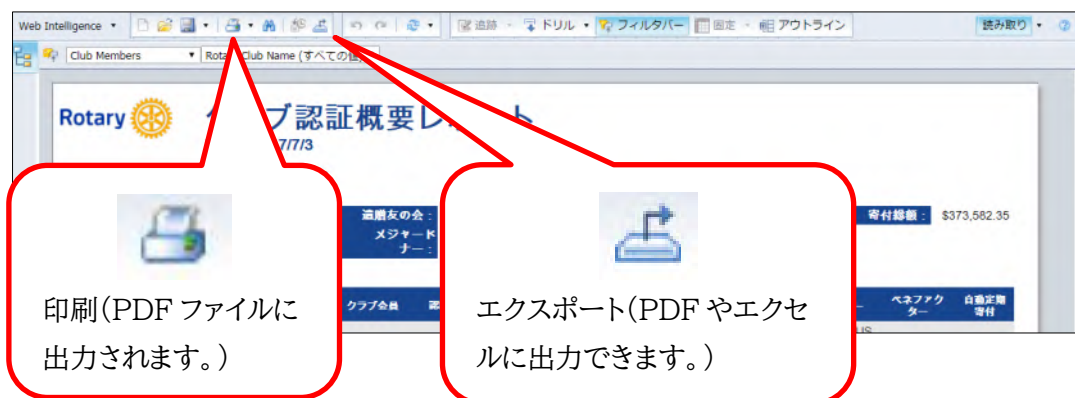 Web Intelligence
追跡 ドリル フィルタバー 固定 アウトライン 読み取り
Club Members Rotary Club Name (すべての値)
Rotary
ブ認証概要レ ト
7/7/3
遺贈友の会:
メジャード
ナー:
寄付総額: $373,582.35
クラブ会員
ベネファク
ター
自動定期
寄付
印刷(PDF ファイルに
出力されます。)
エクスポート(PDF やエクセ
ルに出力できます。)